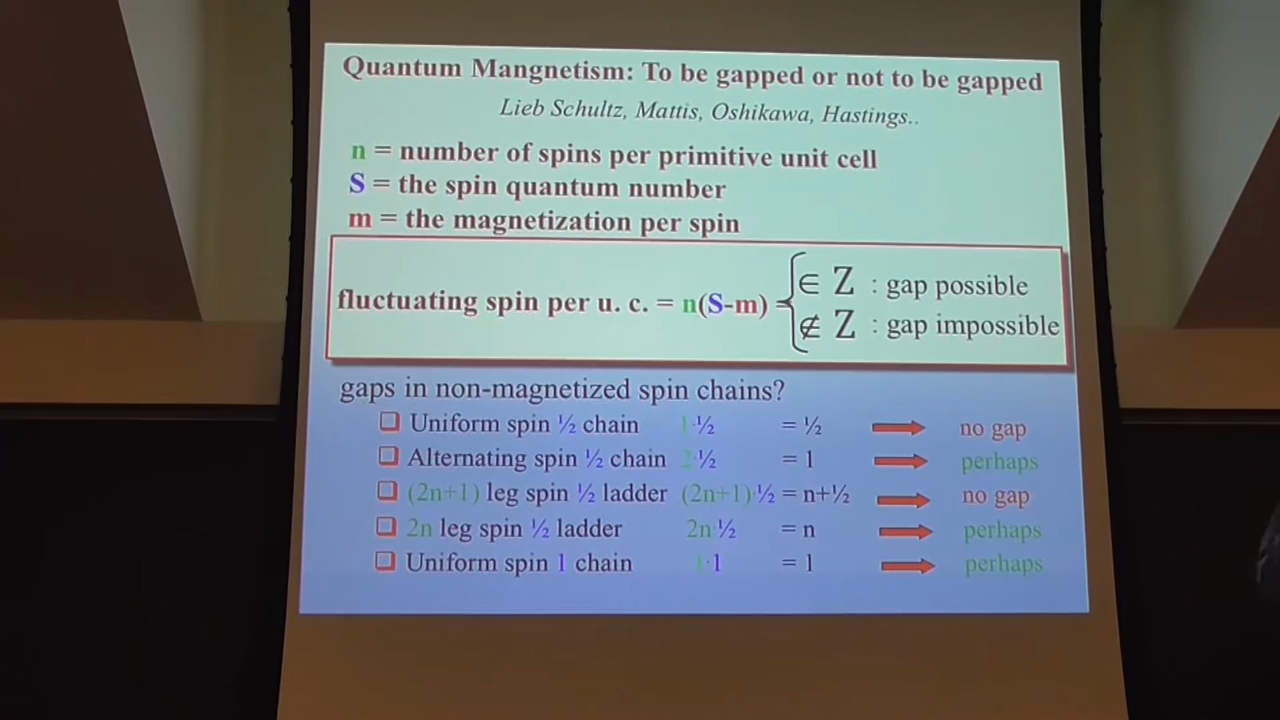 Quantum Mangnetism: To be gapped or not to be gapped
Lieb Schultz, Mattis, Oshikawa, Hastings..
n = number of spins per primitive unit cell
S = the spin quantum number
m = the magnetization per spin
fluctuating spin per u. c. = n(S-m) =
∈ Z : gap possible
∉ Z : gap impossible
gaps in non-magnetized spin chains?
Uniform spin ½ chain 1·½ = ½ no gap
Alternating spin ½ chain 2·½ = 1 perhaps
(2n+1) leg spin ½ ladder (2n+1)·½ = n+½ no gap
2n leg spin ½ ladder 2n·½ = n perhaps
Uniform spin 1 chain 1·1 = 1 perhaps